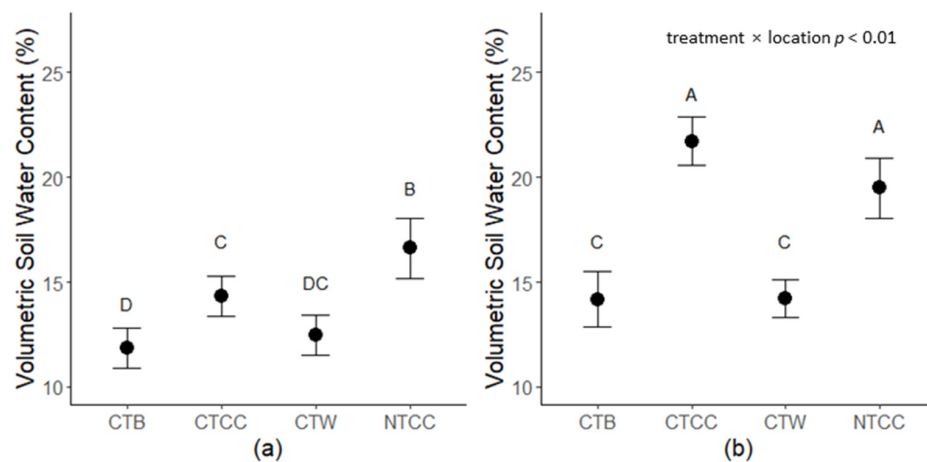 Volumetric Soil Water Content (%)
25
20
15
10
D
C
DC
B
CTB CTCC CTW NTCC
(a)
Volumetric Soil Water Content (%)
treatment × location p < 0.01
25
20
15
10
C
A
C
A
CTB CTCC CTW NTCC
(b)